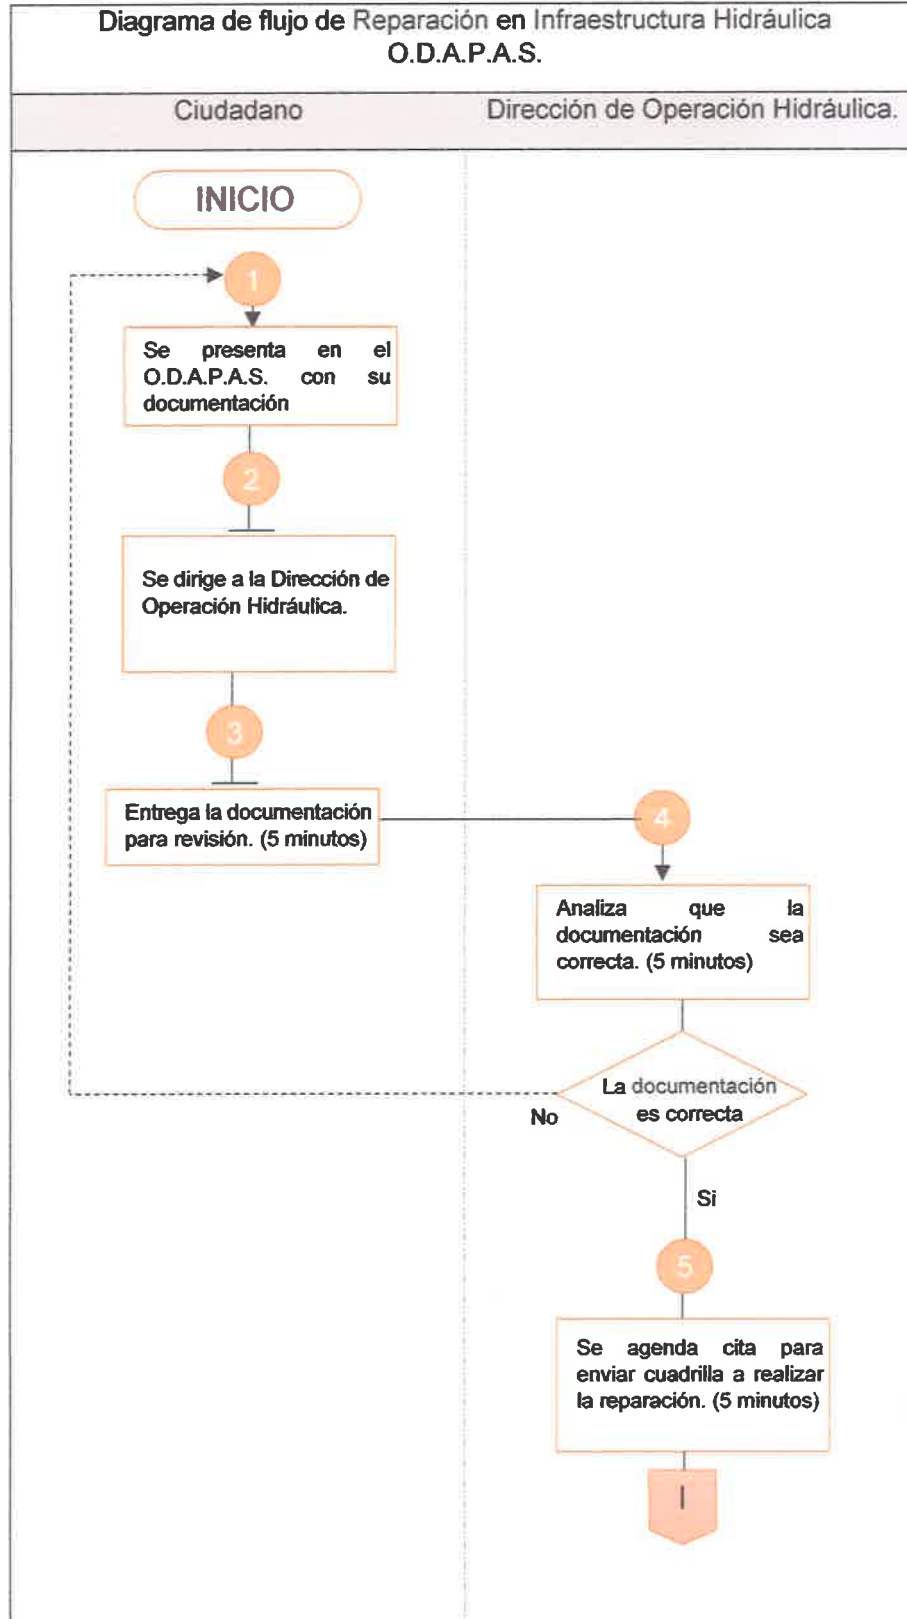 Diagrama de flujo de Reparación en Infraestructura Hidráulica
O.D.A.P.A.S.
Ciudadano
Dirección de Operación Hidráulica.
INICIO
1
Se presenta en el
O.D.A.P.A.S. con su
documentación
2
Se dirige a la Dirección de
Operación Hidráulica.
3
Entrega la documentación
para revisión. (5 minutos)
4
Analiza que la
documentación sea
correcta. (5 minutos)
La documentación
es correcta
No
Si
5
Se agenda cita para
enviar cuadrilla a realizar
la reparación. (5 minutos)
I